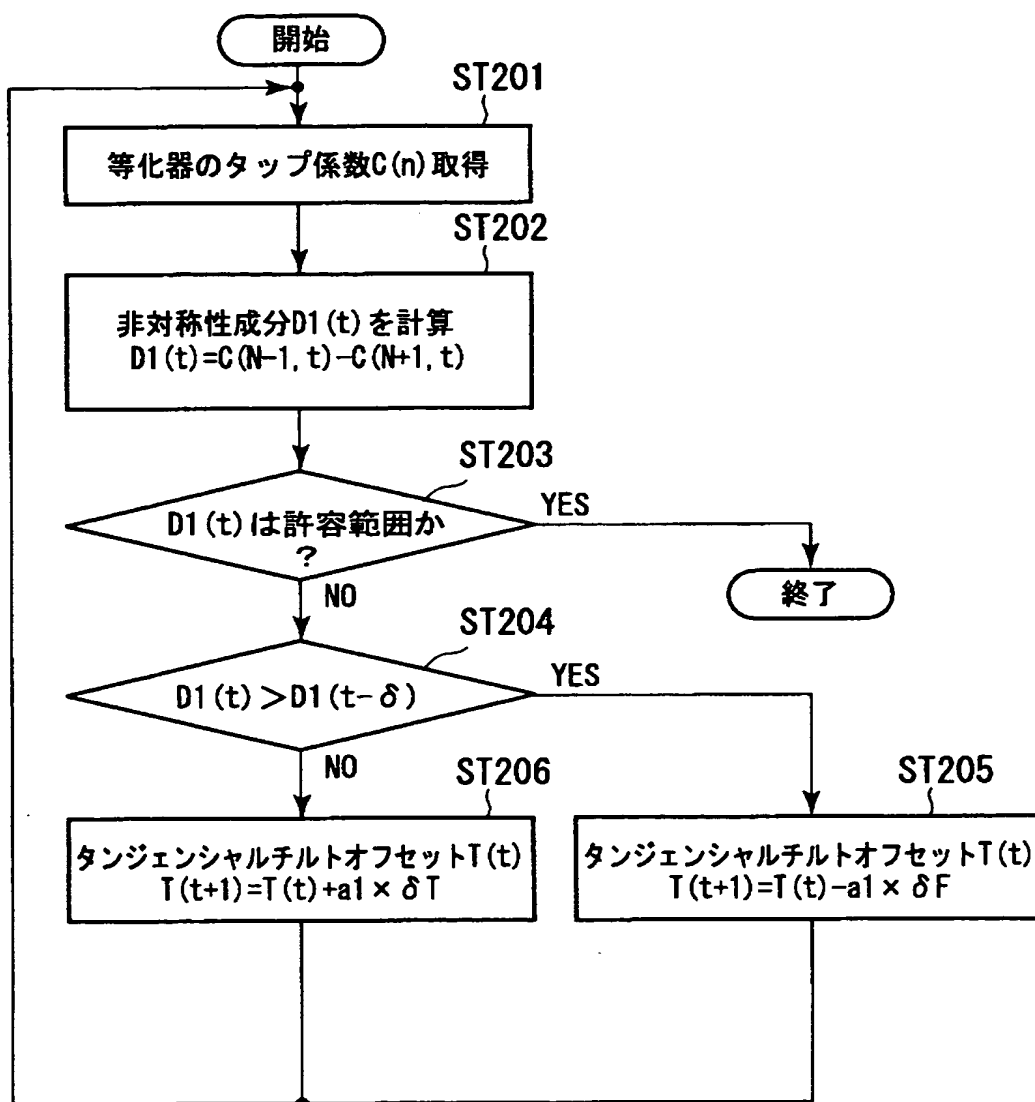 開始
ST201
等化器のタップ係数C(n)取得
ST202
非対称性成分D1(t)を計算
D1(t)=C(N-1,t)-C(N+1,t)
ST203
D1(t)は許容範囲か
?
YES
NO
終了
ST204
D1(t)>D1(t-δ)
YES
NO
ST206
タンジェンシャルチルトオフセットT(t)
T(t+1)=T(t)+a1×δT
ST205
タンジェンシャルチルトオフセットT(t)
T(t+1)=T(t)-a1×δF